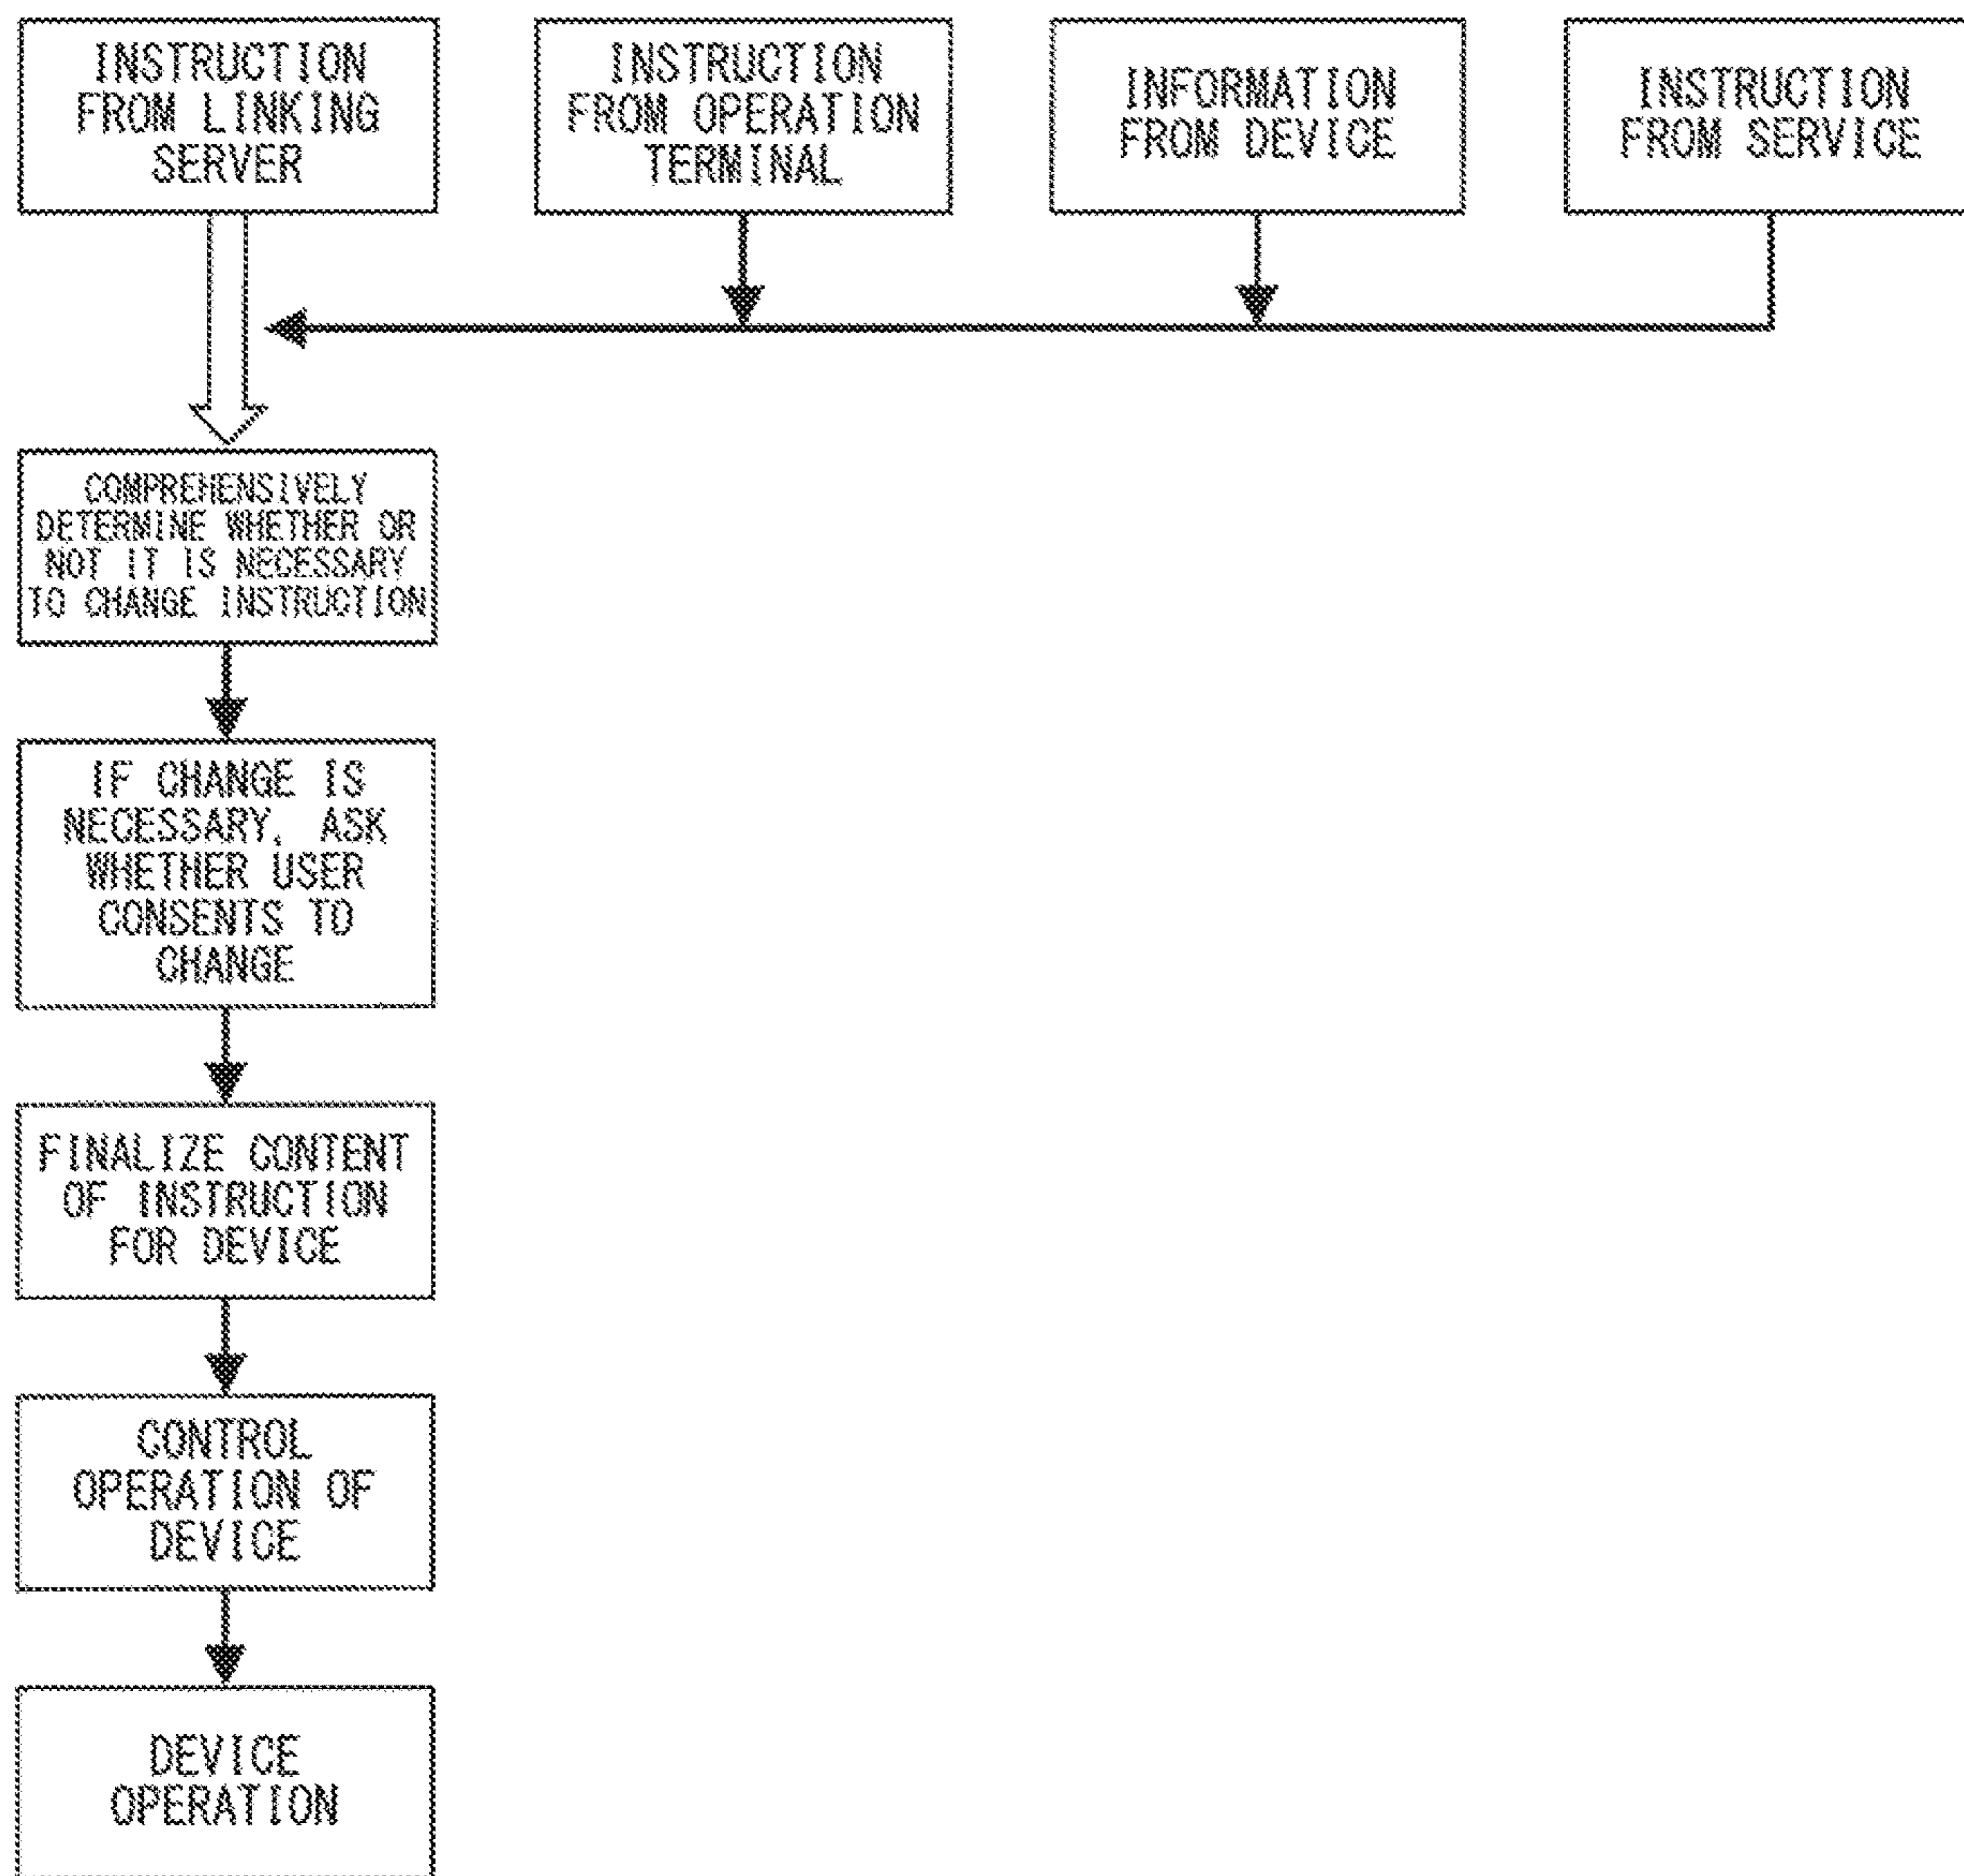 INSTRUCTION
FROM LINKING
SERVER
INSTRUCTION
FROM OPERATION
TERMINAL
INFORMATION
FROM DEVICE
INSTRUCTION
FROM SERVICE
COMPREHENSIVELY
DETERMINE WHETHER OR
NOT IT IS NECESSARY
TO CHANGE INSTRUCTION
IF CHANGE IS
NECESSARY, ASK
WHETHER USER
CONSENTS TO
CHANGE
FINALIZE CONTENT
OF INSTRUCTION
FOR DEVICE
CONTROL
OPERATION OF
DEVICE
DEVICE
OPERATION